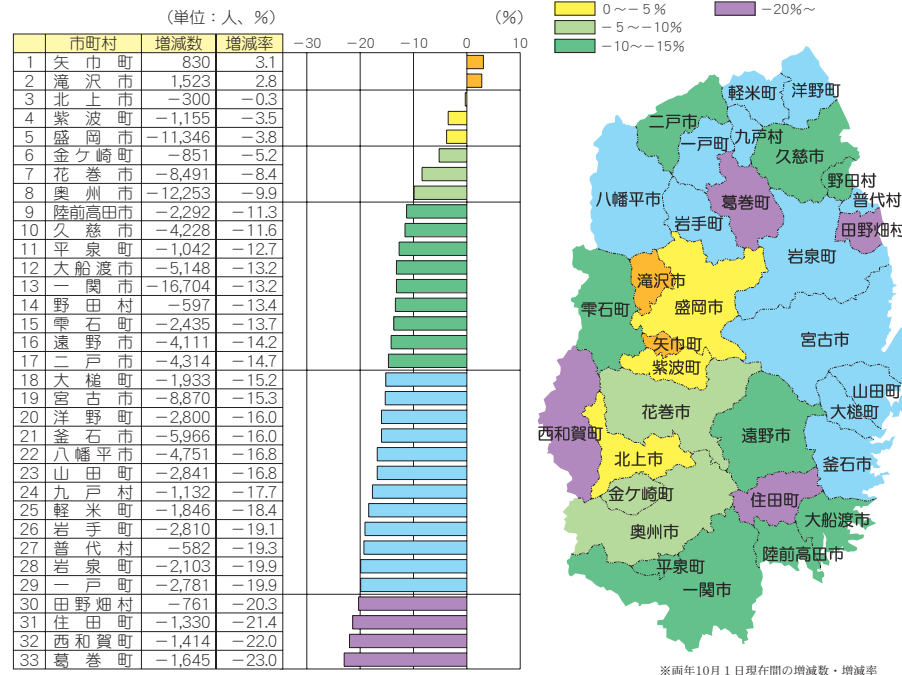 (単位：人、％)
(％)
0～−5％
−20％～
−5～−10％
−10～−15％
市町村 増減数 増減率 −30 −20 −10 0 10
1 矢巾町 830 3.1
2 滝沢市 1,523 2.8
3 北上市 −300 −0.3
4 紫波町 −1,155 −3.5
5 盛岡市 −11,346 −3.8
6 金ケ崎町 −851 −5.2
7 花巻市 −8,491 −8.4
8 奥州市 −12,253 −9.9
9 陸前高田市 −2,292 −11.3
10 久慈市 −4,228 −11.6
11 平泉町 −1,042 −12.7
12 大船渡市 −5,148 −13.2
13 一関市 −16,704 −13.2
14 野田村 −597 −13.4
15 雫石町 −2,435 −13.7
16 遠野市 −4,111 −14.2
17 二戸市 −4,314 −14.7
18 大槌町 −1,933 −15.2
19 宮古市 −8,870 −15.3
20 洋野町 −2,800 −16.0
21 釜石市 −5,966 −16.0
22 八幡平市 −4,751 −16.8
23 山田町 −2,841 −16.8
24 九戸村 −1,132 −17.7
25 軽米町 −1,846 −18.4
26 岩手町 −2,810 −19.1
27 普代村 −582 −19.3
28 岩泉町 −2,103 −19.9
29 一戸町 −2,781 −19.9
30 田野畑村 −761 −20.3
31 住田町 −1,330 −21.4
32 西和賀町 −1,414 −22.0
33 葛巻町 −1,645 −23.0
軽米町 洋野町
二戸市
一戸町 九戸村
久慈市
野田村
八幡平市 葛巻町 普代村
岩手町 田野畑村
岩泉町
滝沢市
雫石町 盛岡市
宮古市
矢巾町
紫波町
山田町
花巻市 大槌町
西和賀町 遠野市
北上市 釜石市
金ケ崎町 住田町
奥州市 大船渡市
陸前高田市
平泉町
一関市
※両年10月１日現在間の増減数・増減率